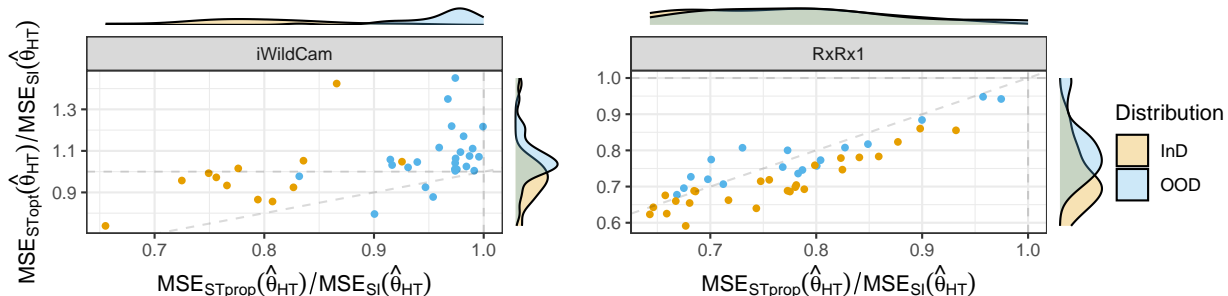 iWildCam
RxRx1
MSE_STopt(θ̂_HT)/MSE_SI(θ̂_HT)
1.3
1.1
0.9
1.0
0.9
0.8
0.7
0.6
0.7
0.8
0.9
1.0
0.7
0.8
0.9
1.0
MSE_STprop(θ̂_HT)/MSE_SI(θ̂_HT)
MSE_STprop(θ̂_HT)/MSE_SI(θ̂_HT)
Distribution
InD
OOD